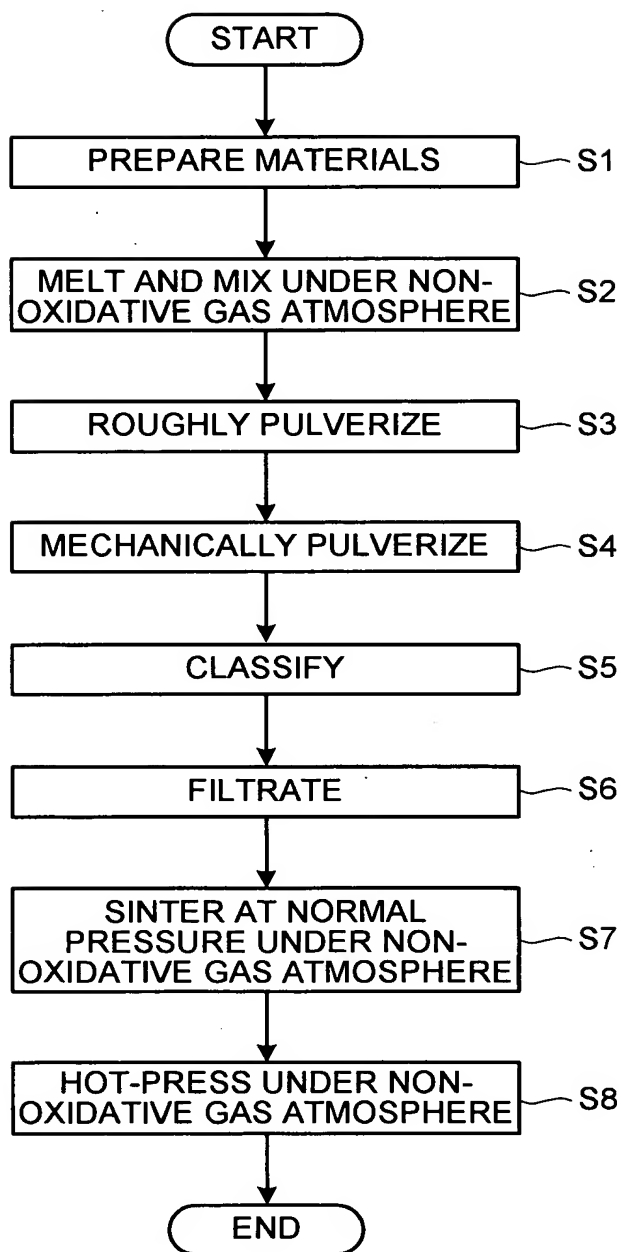 START
PREPARE MATERIALS
S1
MELT AND MIX UNDER NON-
OXIDATIVE GAS ATMOSPHERE
S2
ROUGHLY PULVERIZE
S3
MECHANICALLY PULVERIZE
S4
CLASSIFY
S5
FILTRATE
S6
SINTER AT NORMAL
PRESSURE UNDER NON-
OXIDATIVE GAS ATMOSPHERE
S7
HOT-PRESS UNDER NON-
OXIDATIVE GAS ATMOSPHERE
S8
END